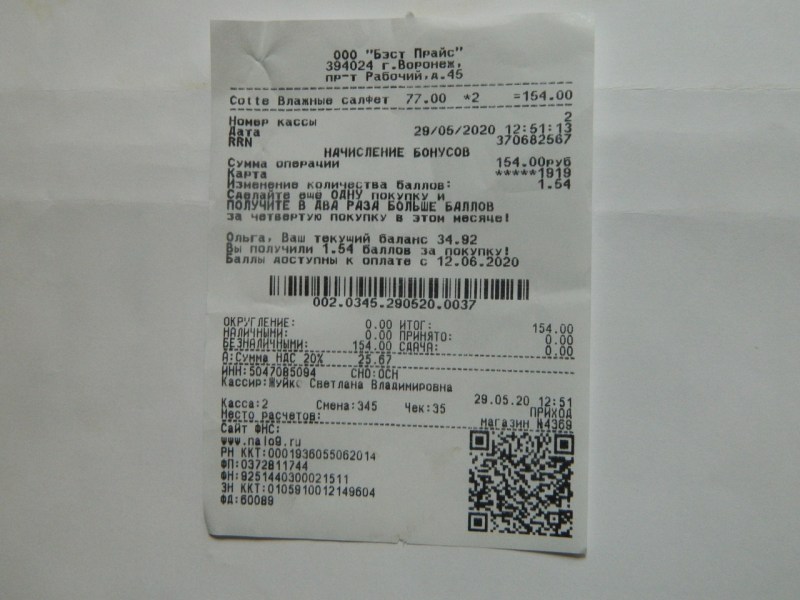 ООО "Бэст Прайс"
394024 г.Воронеж,
пр-т Рабочий,д.45
Cotte Влажные салфет 77.00 *2 =154.00
Номер кассы 2
Дата 29/05/2020 12:51:13
RRN 370682567
НАЧИСЛЕНИЕ БОНУСОВ
Сумма операции 154.00руб
Карта *****1919
Изменение количества баллов: 1.54
Сделайте еще ОДНУ покупку и
ПОЛУЧИТЕ В ДВА РАЗА БОЛЬШЕ БАЛЛОВ
за четвертую покупку в этом месяце!
Ольга, Ваш текущий баланс 34.92
Вы получили 1.54 баллов за покупку!
Баллы доступны к оплате с 12.06.2020
002.0345.290520.0037
ОКРУГЛЕНИЕ: 0.00 ИТОГ: 154.00
НАЛИЧНЫМИ: 0.00 ПРИНЯТО: 0.00
БЕЗНАЛИЧНЫМИ: 154.00 СДАЧА: 0.00
А:Сумма НДС 20% 25.67
ИНН:5047085094 СНО:ОСН
Кассир:Жуйко Светлана Владимировна
29.05.20 12:51
Касса:2 Смена:345 Чек:35 ПРИХОД
Место расчетов: магазин №4369
Сайт ФНС:
www.nalog.ru
РН ККТ:0001936055062014
ФП:0372811744
ФН:9251440300021511
ЗН ККТ:0105910012149604
ФД:60089